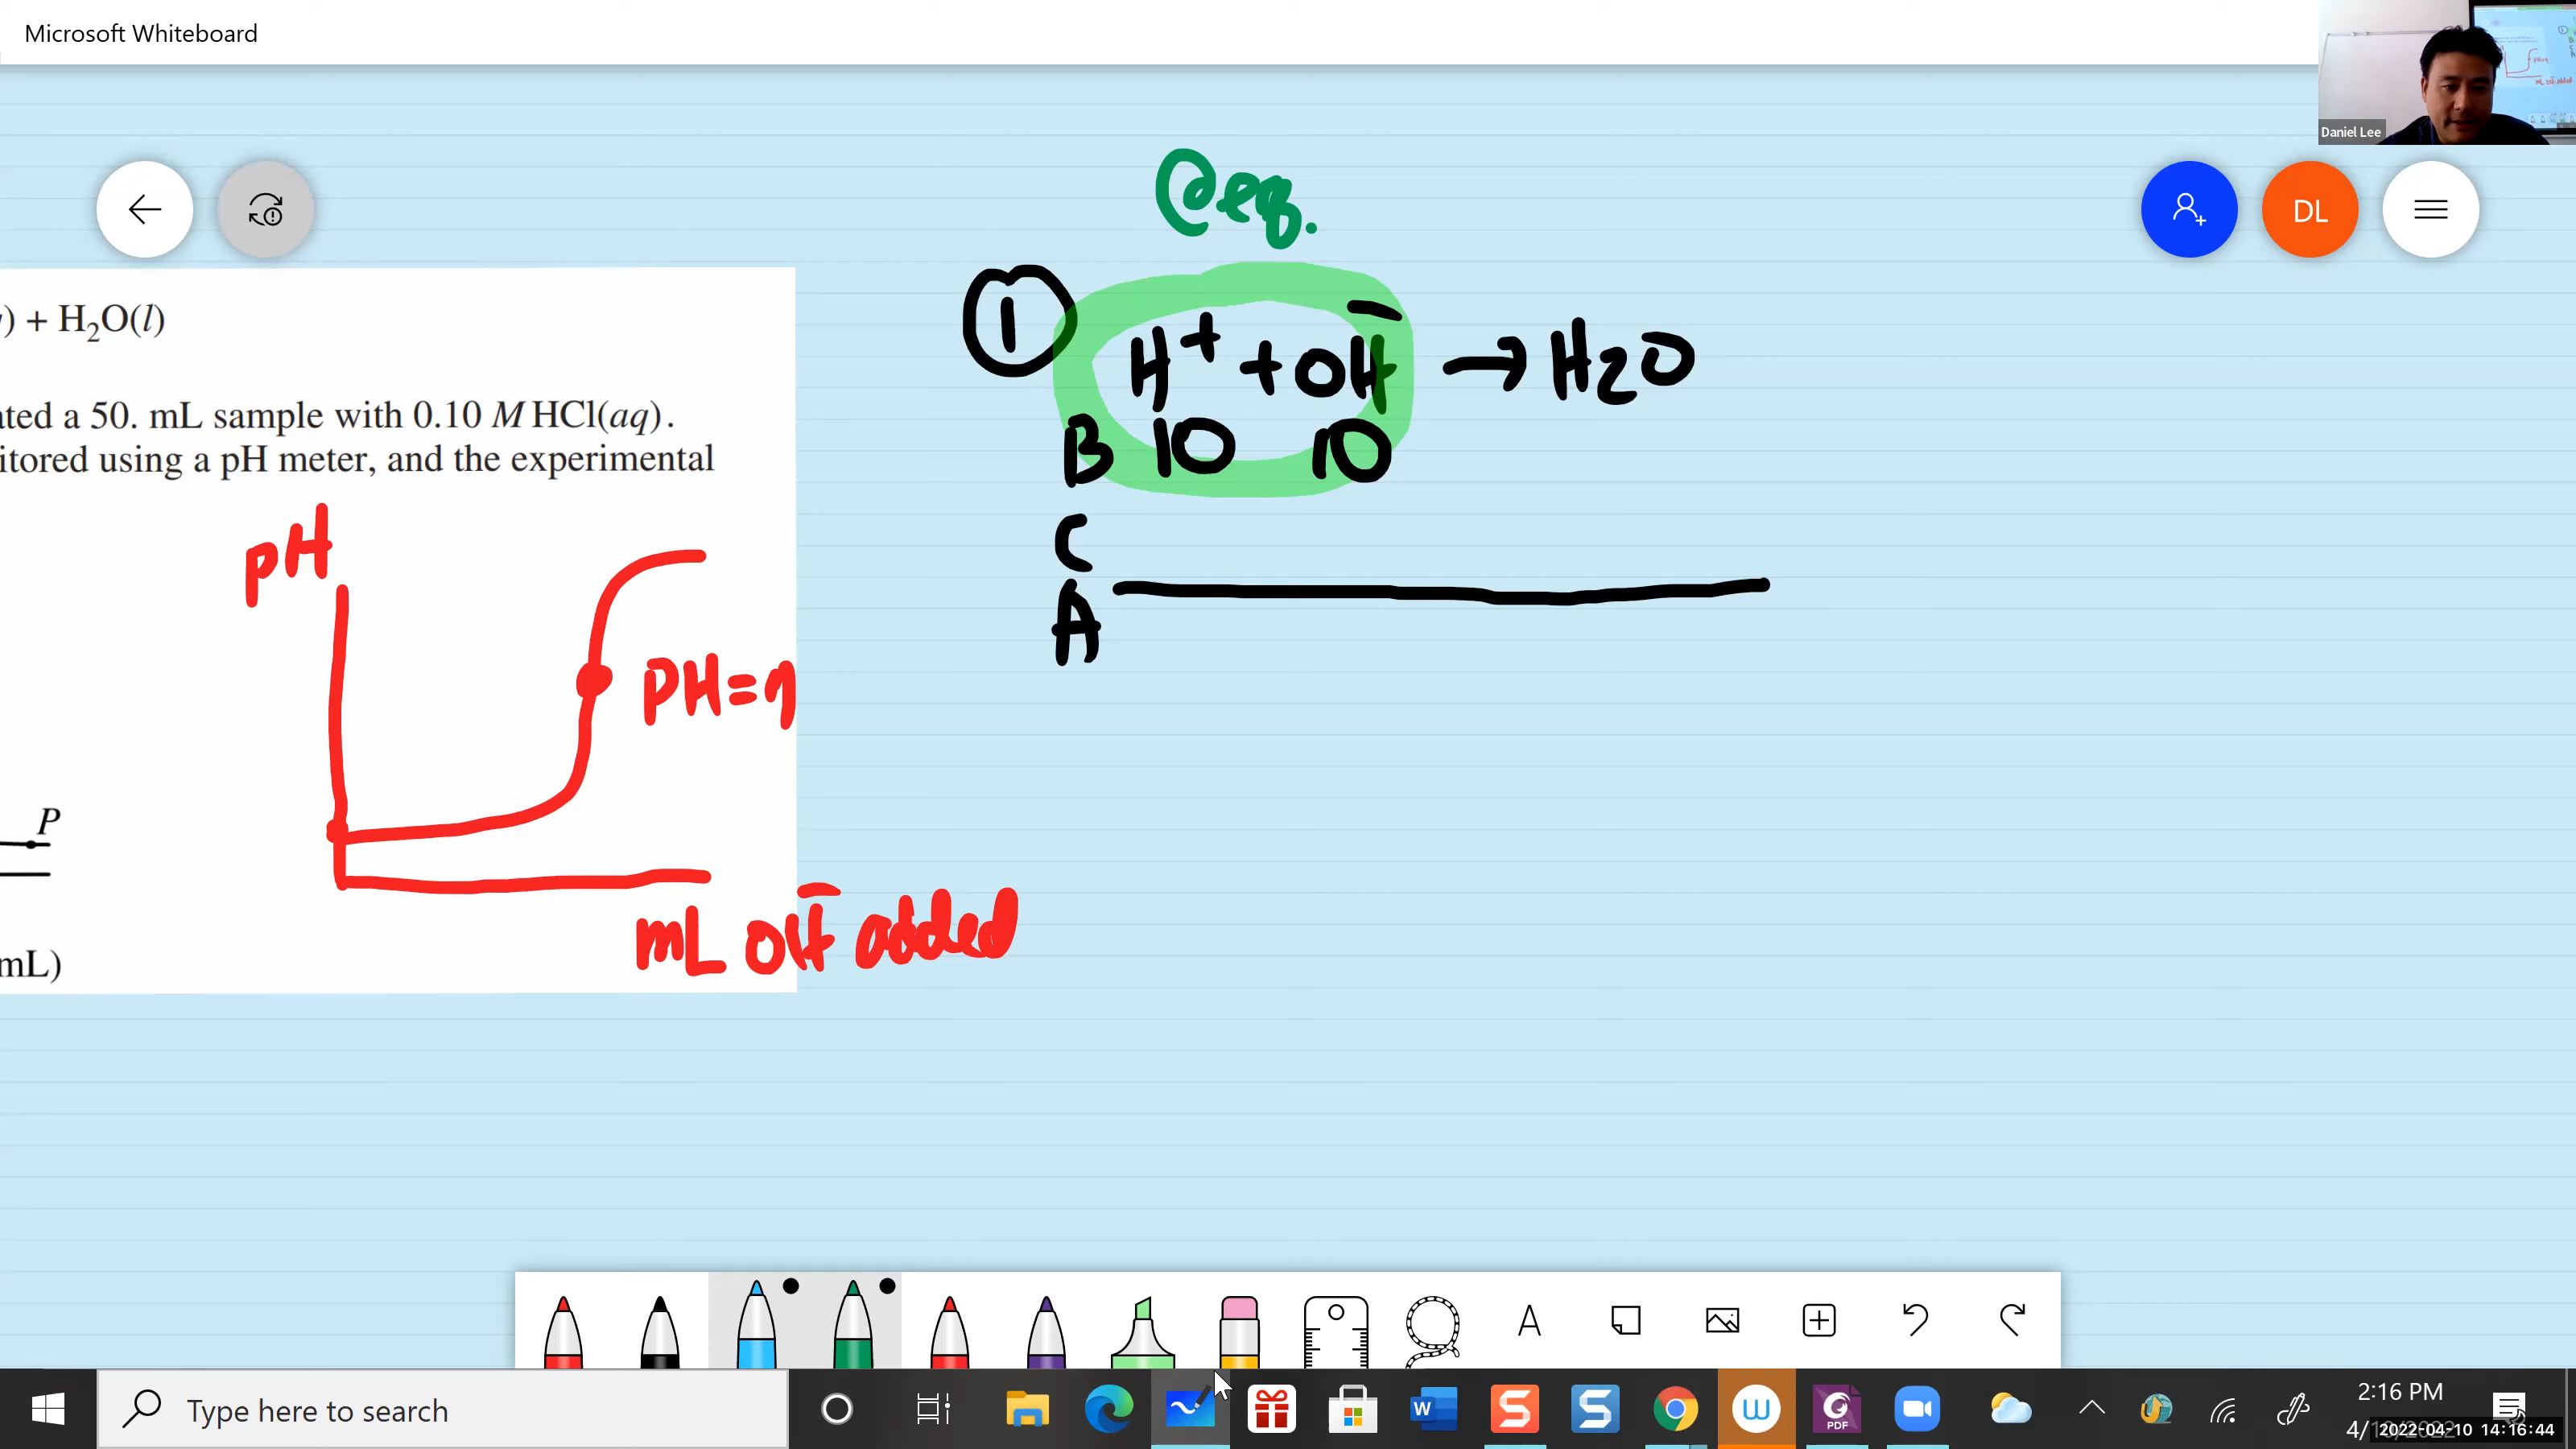 Microsoft Whiteboard
Daniel Lee
DL
) + H₂O(l)
ated a 50. mL sample with 0.10 M HCl(aq).
itored using a pH meter, and the experimental
P
mL)
pH
pH=7
mL OH⁻ added
@eq.
1
H⁺ + OH⁻ → H₂O
B 10 10
C
A
A
Type here to search
W
S
S
PDF
2:16 PM
2022-04-10 14:16:44